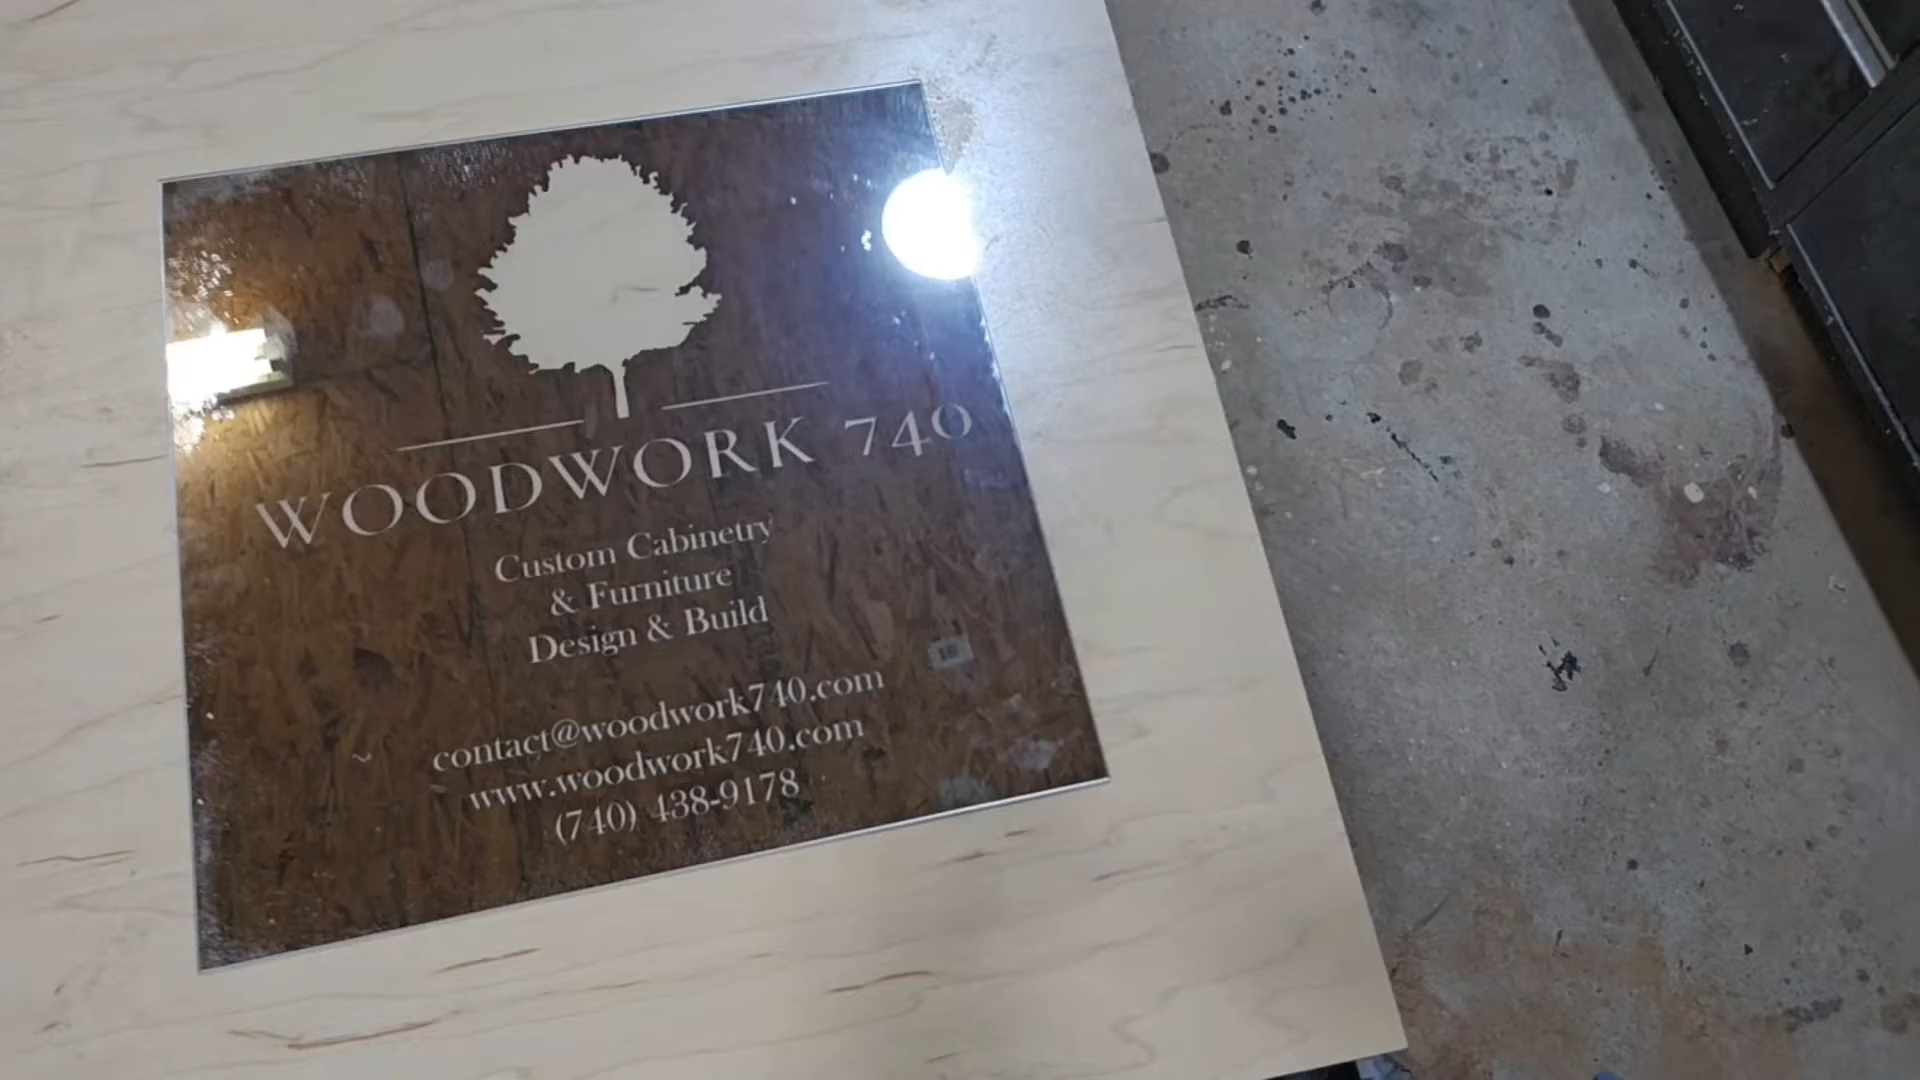 WOODWORK 740
Custom Cabinetry
& Furniture
Design & Build
contact@woodwork740.com
www.woodwork740.com
(740) 438-9178